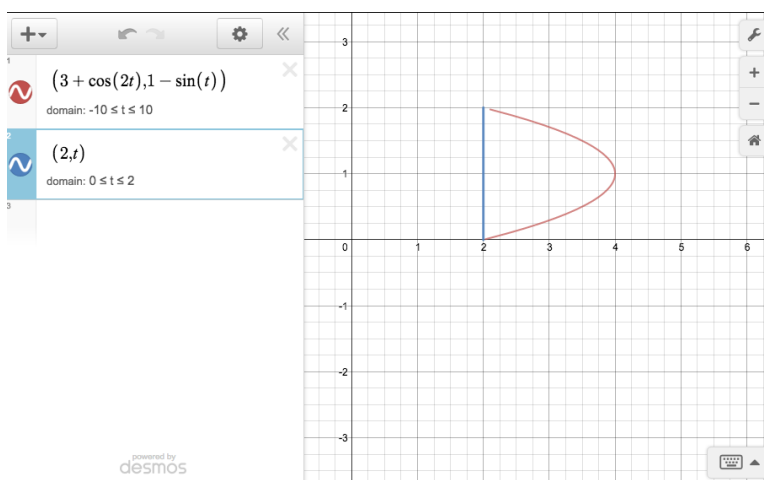 1
(3 + cos(2t),1 − sin(t))
domain: -10 ≤ t ≤ 10
2
(2,t)
domain: 0 ≤ t ≤ 2
3
powered by
desmos
3
2
1
0 1 2 3 4 5 6
-1
-2
-3